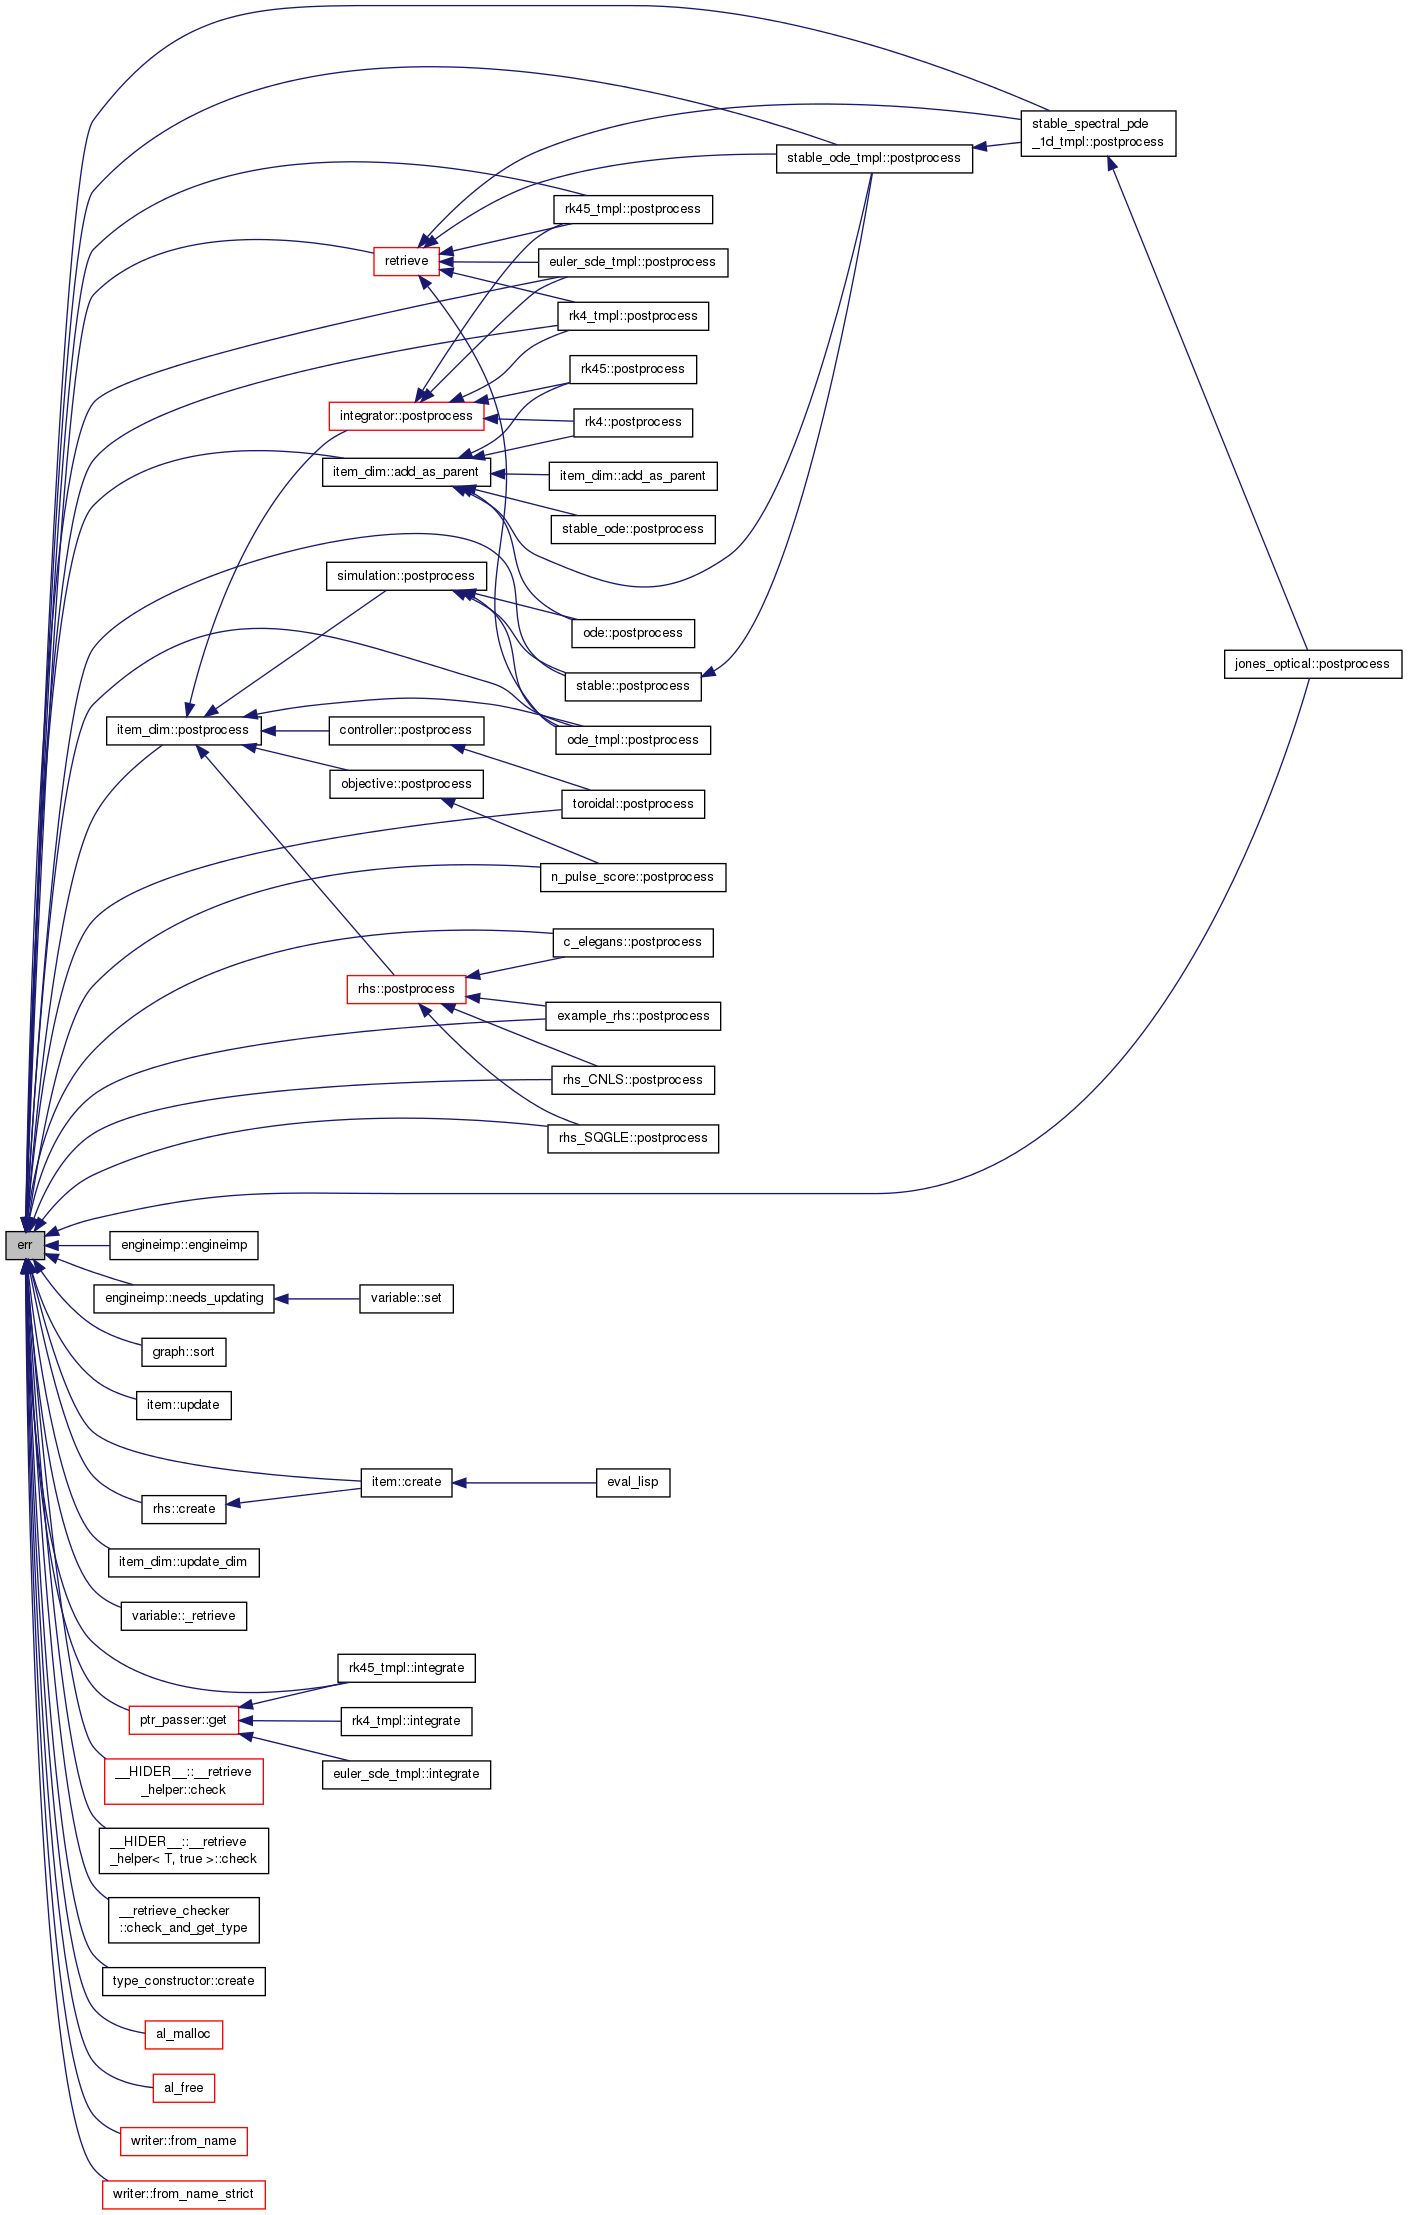 stable_spectral_pde
_1d_tmpl::postprocess
stable_ode_tmpl::postprocess
rk45_tmpl::postprocess
retrieve
euler_sde_tmpl::postprocess
rk4_tmpl::postprocess
rk45::postprocess
integrator::postprocess
rk4::postprocess
item_dim::add_as_parent
item_dim::add_as_parent
stable_ode::postprocess
simulation::postprocess
ode::postprocess
jones_optical::postprocess
stable::postprocess
item_dim::postprocess
controller::postprocess
ode_tmpl::postprocess
objective::postprocess
toroidal::postprocess
n_pulse_score::postprocess
c_elegans::postprocess
rhs::postprocess
example_rhs::postprocess
rhs_CNLS::postprocess
rhs_SQGLE::postprocess
err
engineimp::engineimp
engineimp::needs_updating
variable::set
graph::sort
item::update
item::create
eval_lisp
rhs::create
item_dim::update_dim
variable::_retrieve
rk45_tmpl::integrate
ptr_passer::get
rk4_tmpl::integrate
euler_sde_tmpl::integrate
__HIDER__::__retrieve
_helper::check
__HIDER__::__retrieve
_helper< T, true >::check
__retrieve_checker
::check_and_get_type
type_constructor::create
al_malloc
al_free
writer::from_name
writer::from_name_strict